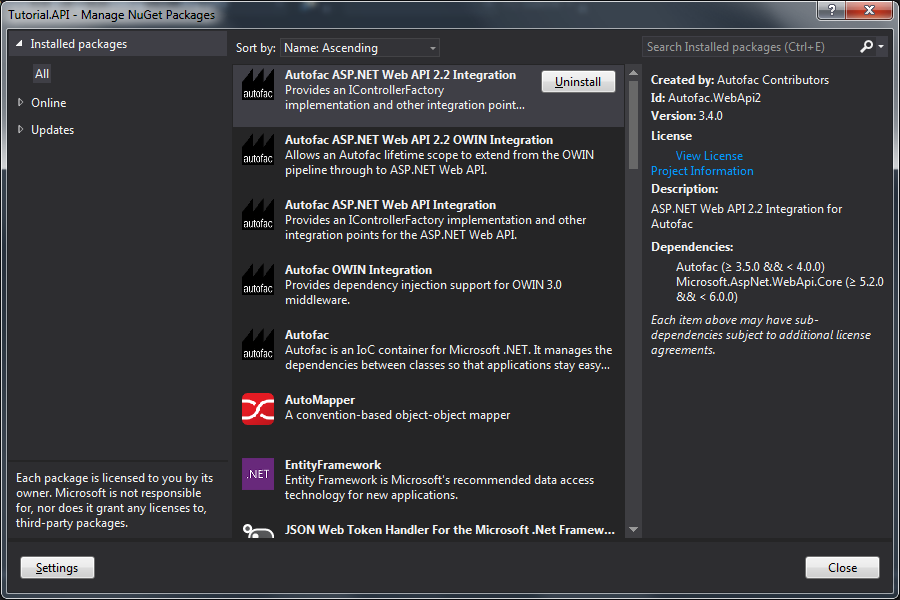 Tutorial.API - Manage NuGet Packages
?
Installed packages
All
Online
Updates
Each package is licensed to you by its
owner. Microsoft is not responsible
for, nor does it grant any licenses to,
third-party packages.
Settings
Sort by: Name: Ascending
autofac
Autofac ASP.NET Web API 2.2 Integration
Provides an IControllerFactory
implementation and other integration point...
Uninstall
autofac
Autofac ASP.NET Web API 2.2 OWIN Integration
Allows an Autofac lifetime scope to extend from the OWIN
pipeline through to ASP.NET Web API.
autofac
Autofac ASP.NET Web API Integration
Provides an IControllerFactory implementation and other
integration points for the ASP.NET Web API.
autofac
Autofac OWIN Integration
Provides dependency injection support for OWIN 3.0
middleware.
autofac
Autofac
Autofac is an IoC container for Microsoft .NET. It manages the
dependencies between classes so that applications stay easy...
AutoMapper
A convention-based object-object mapper
.NET
EntityFramework
Entity Framework is Microsoft's recommended data access
technology for new applications.
JSON Web Token Handler For the Microsoft .Net Framew...
Search Installed packages (Ctrl+E)
Created by: Autofac Contributors
Id: Autofac.WebApi2
Version: 3.4.0
License
View License
Project Information
Description:
ASP.NET Web API 2.2 Integration for
Autofac
Dependencies:
Autofac (≥ 3.5.0 && < 4.0.0)
Microsoft.AspNet.WebApi.Core (≥ 5.2.0
&& < 6.0.0)
Each item above may have sub-
dependencies subject to additional license
agreements.
Close